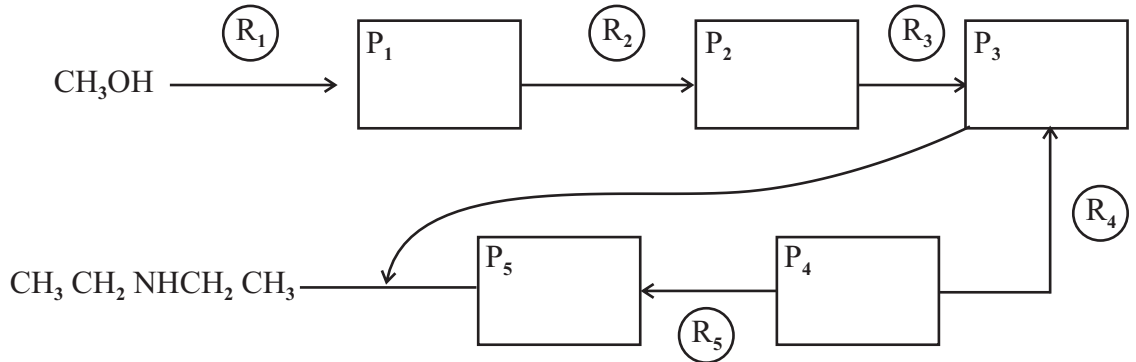 R₁ R₂ R₃
P₁ P₂ P₃
CH₃OH
R₄
P₅ P₄
CH₃ CH₂ NHCH₂ CH₃
R₅